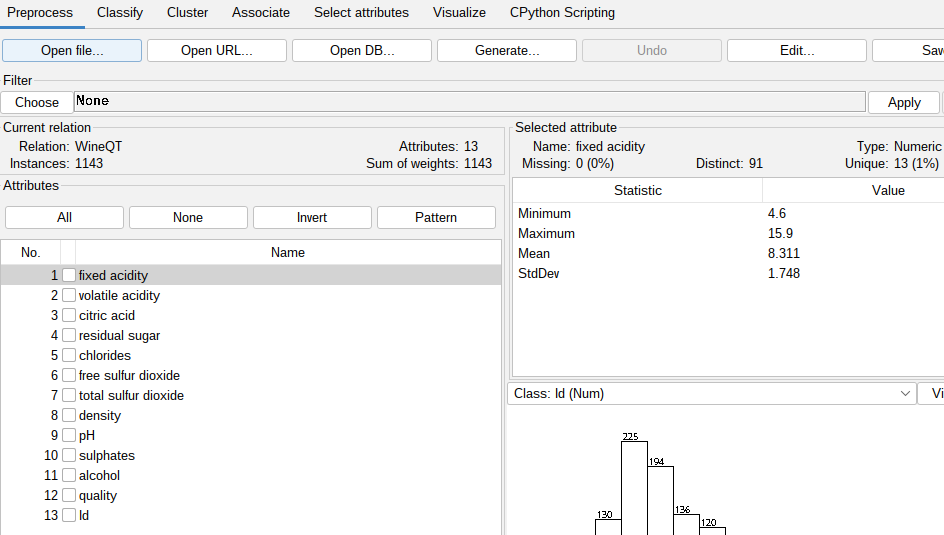 Preprocess Classify Cluster Associate Select attributes Visualize CPython Scripting
Open file... Open URL... Open DB... Generate... Undo Edit...
Filter
Choose None Apply
Current relation
Relation: WineQT Attributes: 13
Instances: 1143 Sum of weights: 1143
Attributes
All None Invert Pattern
No. Name
1 fixed acidity
2 volatile acidity
3 citric acid
4 residual sugar
5 chlorides
6 free sulfur dioxide
7 total sulfur dioxide
8 density
9 pH
10 sulphates
11 alcohol
12 quality
13 Id
Selected attribute
Name: fixed acidity Type: Numeric
Missing: 0 (0%) Distinct: 91 Unique: 13 (1%)
Statistic Value
Minimum 4.6
Maximum 15.9
Mean 8.311
StdDev 1.748
Class: Id (Num)
225
194
130 136
120